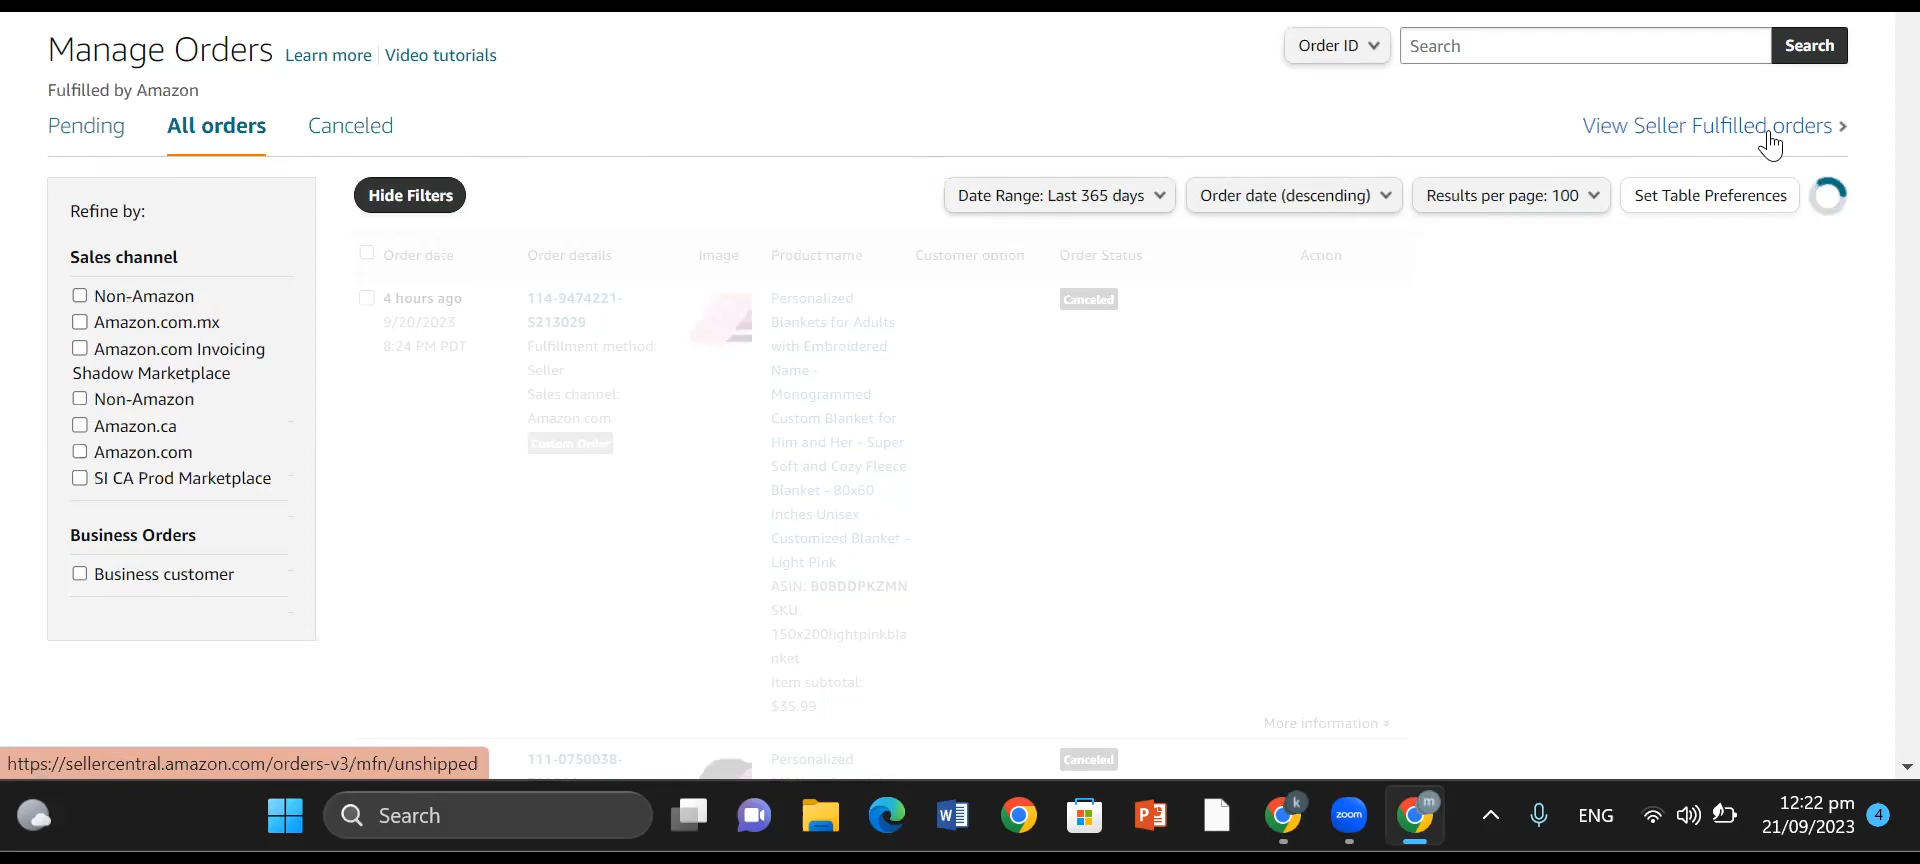 Manage Orders Learn more Video tutorials
Order ID
Search
Search
Fulfilled by Amazon
Pending
All orders
Canceled
View Seller Fulfilled orders
Refine by:
Sales channel
Non-Amazon
Amazon.com.mx
Amazon.com Invoicing
Shadow Marketplace
Non-Amazon
Amazon.ca
Amazon.com
SI CA Prod Marketplace
Business Orders
Business customer
Hide Filters
Date Range: Last 365 days
Order date (descending)
Results per page: 100
Set Table Preferences
Order date
Order details
Image
Product name
Customer option
Order Status
Action
4 hours ago
9/20/2023
8:24 PM PDT
114-9474221-
5213029
Fulfillment method:
Seller
Sales channel:
Amazon.com
Custom Order
Personalized
Blankets for Adults
with Embroidered
Name -
Monogrammed
Custom Blanket for
Him and Her - Super
Soft and Cozy Fleece
Blanket - 80x60
Inches Unisex
Customized Blanket -
Light Pink
ASIN: B0BDDPKZMN
SKU:
150x200lightpinkbla
nket
Item subtotal:
$35.99
Canceled
More information
111-0750038-
Personalized
Canceled
https://sellercentral.amazon.com/orders-v3/mfn/unshipped
Search
W
P
zoom
k
m
ENG
12:22 pm
21/09/2023
4